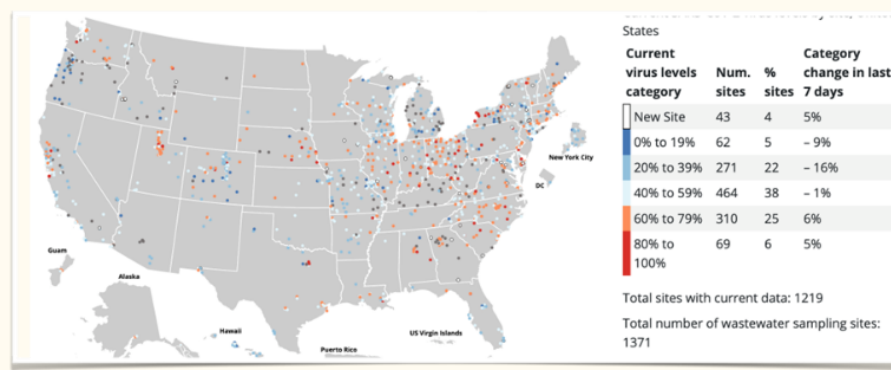 States
Current virus levels category Num. sites % sites Category change in last 7 days
New Site 43 4 5%
0% to 19% 62 5 – 9%
20% to 39% 271 22 – 16%
40% to 59% 464 38 – 1%
60% to 79% 310 25 6%
80% to 100% 69 6 5%
Total sites with current data: 1219
Total number of wastewater sampling sites: 1371
New York City
DC
Guam
Alaska
Hawaii
US Virgin Islands
Puerto Rico